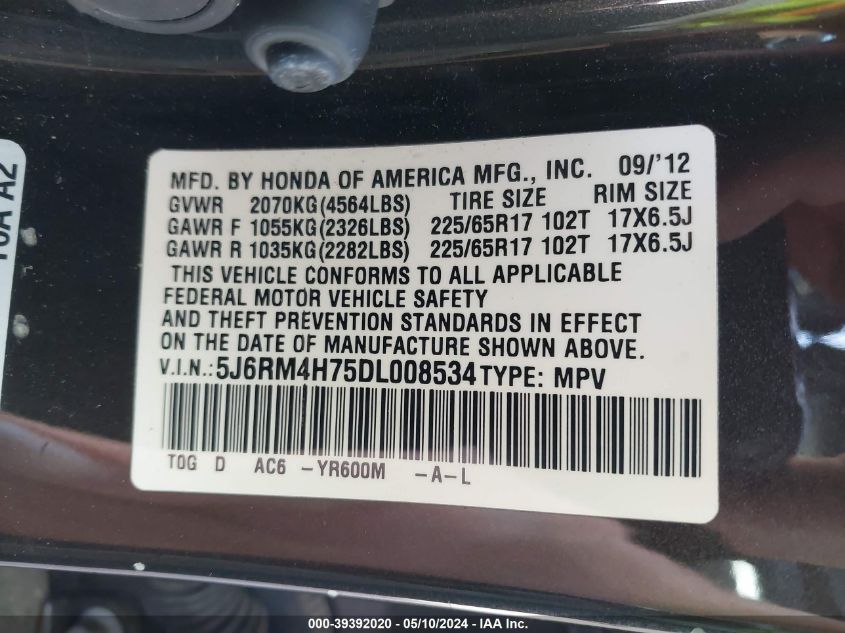 10A A2
MFD. BY HONDA OF AMERICA MFG., INC. 09/'12
GVWR 2070KG(4564LBS) TIRE SIZE RIM SIZE
GAWR F 1055KG(2326LBS) 225/65R17 102T 17X6.5J
GAWR R 1035KG(2282LBS) 225/65R17 102T 17X6.5J
THIS VEHICLE CONFORMS TO ALL APPLICABLE
FEDERAL MOTOR VEHICLE SAFETY
AND THEFT PREVENTION STANDARDS IN EFFECT
ON THE DATE OF MANUFACTURE SHOWN ABOVE.
V.I.N.: 5J6RM4H75DL008534 TYPE: MPV
TOG D AC6 -YR600M -A-L
000-39392020 - 05/10/2024 - IAA Inc.